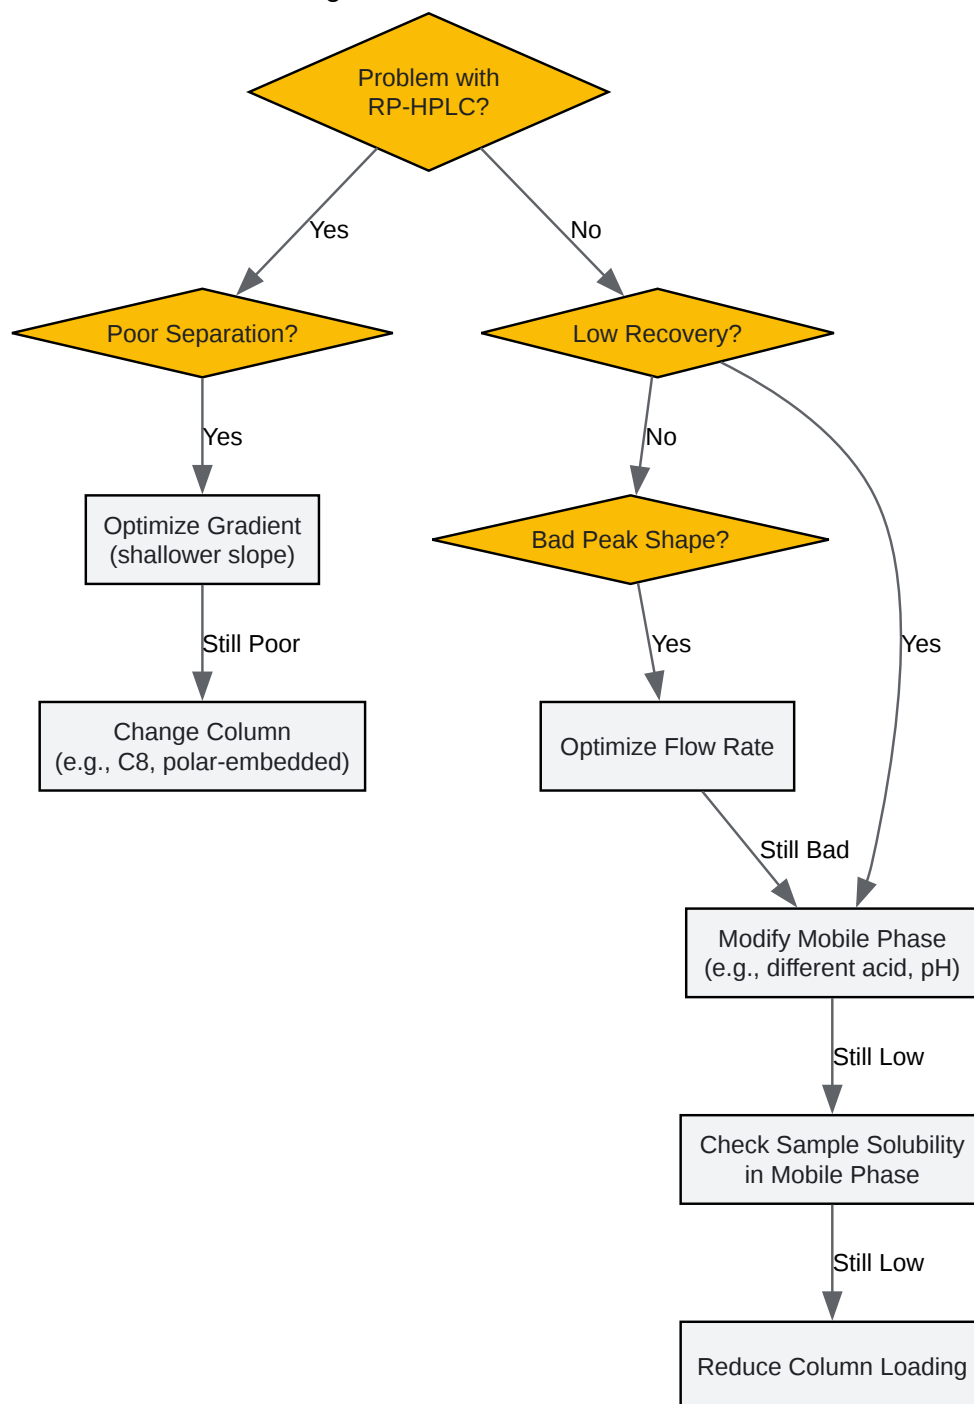 Problem with
RP-HPLC?
Yes
No
Poor Separation?
Low Recovery?
Yes
No
Optimize Gradient
(shallower slope)
Bad Peak Shape?
Still Poor
Yes
Yes
Change Column
(e.g., C8, polar-embedded)
Optimize Flow Rate
Still Bad
Modify Mobile Phase
(e.g., different acid, pH)
Still Low
Check Sample Solubility
in Mobile Phase
Still Low
Reduce Column Loading